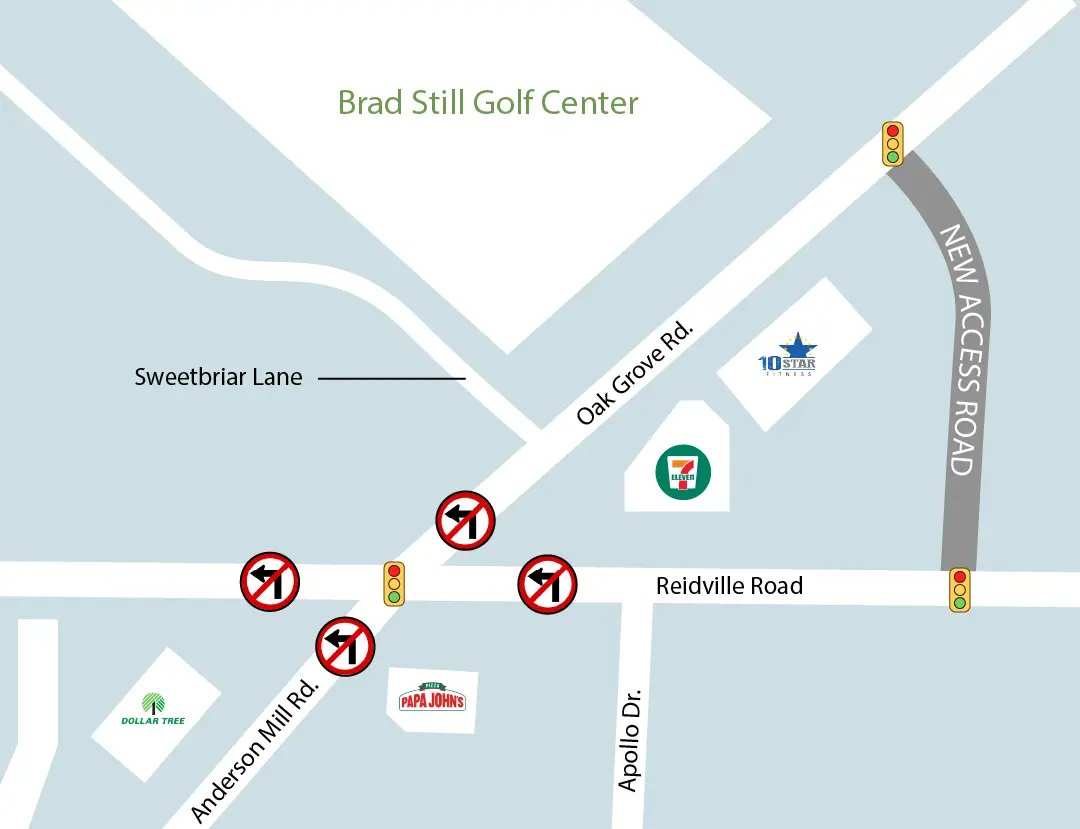 Brad Still Golf Center
NEW ACCESS ROAD
Oak Grove Rd.
10 STAR
FITNESS
Sweetbriar Lane
7
ELEVEN
Reidville Road
PIZZA
PAPA JOHN'S
DOLLAR TREE
Anderson Mill Rd.
Apollo Dr.